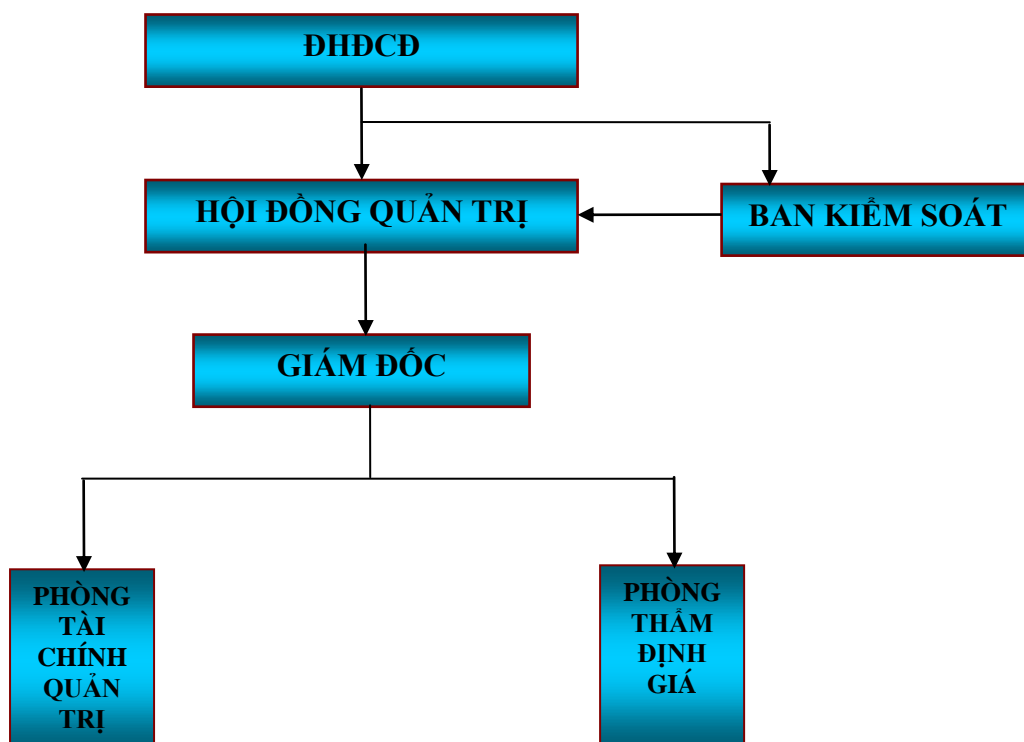 ĐHĐCĐ
HỘI ĐỒNG QUẢN TRỊ
BAN KIỂM SOÁT
GIÁM ĐỐC
PHÒNG
TÀI
CHÍNH
QUẢN
TRỊ
PHÒNG
THẨM
ĐỊNH
GIÁ